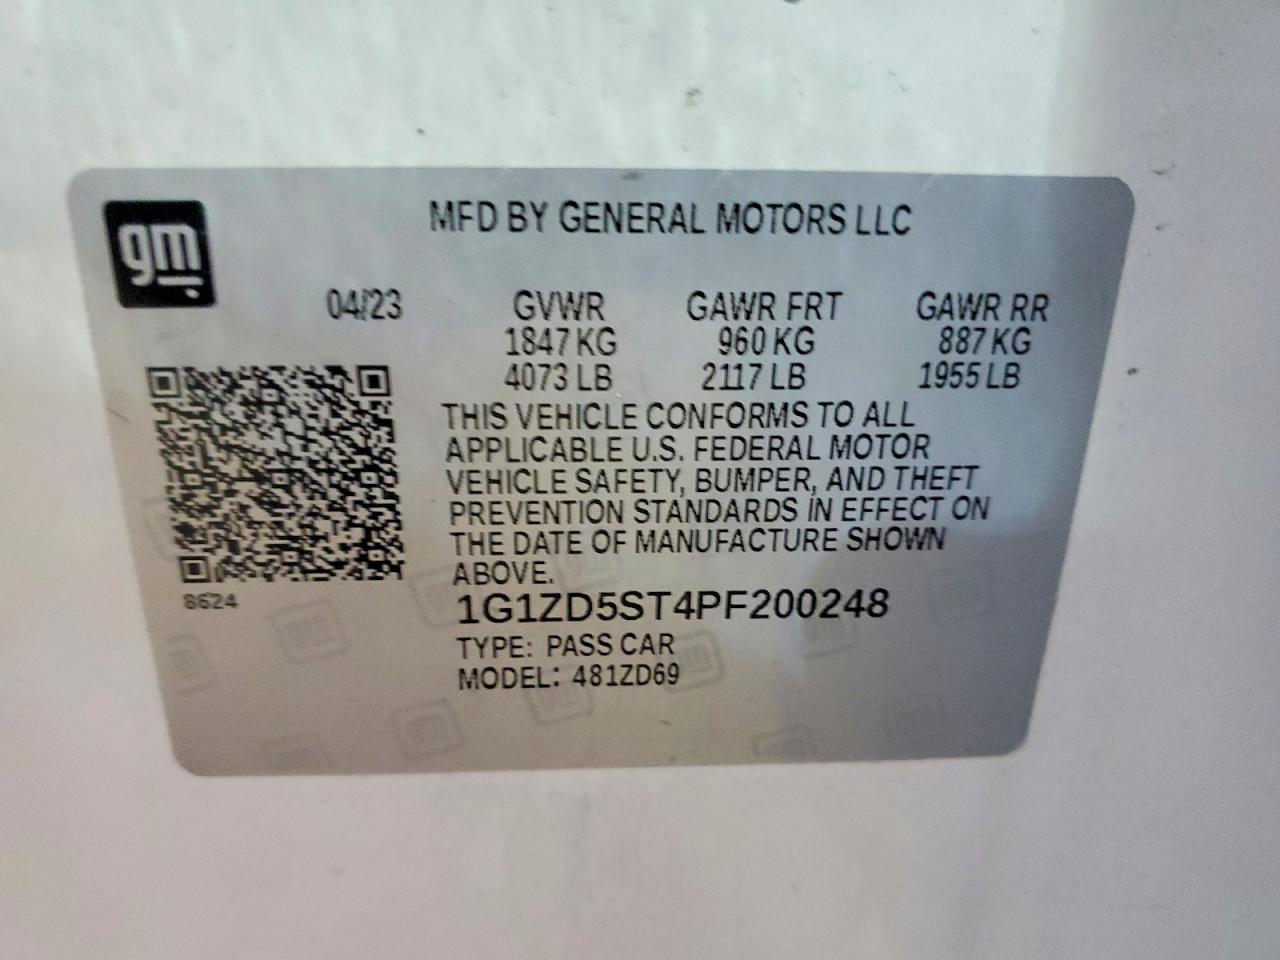 gm
MFD BY GENERAL MOTORS LLC
04/23 GVWR GAWR FRT GAWR RR
1847 KG 960 KG 887 KG
4073 LB 2117 LB 1955 LB
THIS VEHICLE CONFORMS TO ALL
APPLICABLE U.S. FEDERAL MOTOR
VEHICLE SAFETY, BUMPER, AND THEFT
PREVENTION STANDARDS IN EFFECT ON
THE DATE OF MANUFACTURE SHOWN
ABOVE.
8624
1G1ZD5ST4PF200248
TYPE: PASS CAR
MODEL: 481ZD69